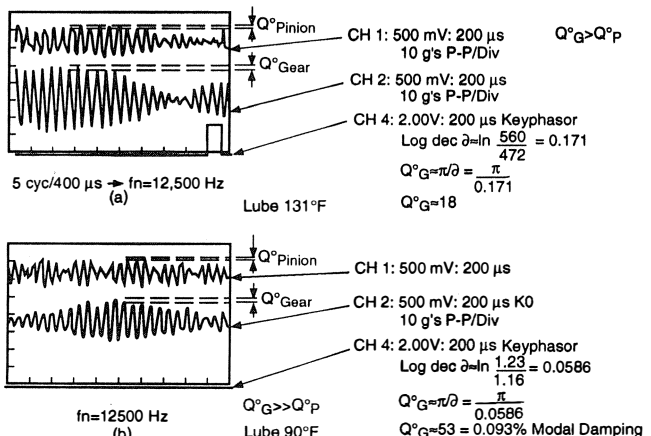 Q°Pinion
CH 1: 500 mV: 200 µs
10 g's P-P/Div
Q°G>Q°P
Q°Gear
CH 2: 500 mV: 200 µs
10 g's P-P/Div
CH 4: 2.00V: 200 µs Keyphasor
Log dec ∂≈ln 560/472 = 0.171
5 cyc/400 µs → fn=12,500 Hz
(a)
Q°G≈π/∂ = π/0.171
Lube 131°F
Q°G≈18
Q°Pinion
CH 1: 500 mV: 200 µs
Q°Gear
CH 2: 500 mV: 200 µs K0
10 g's P-P/Div
CH 4: 2.00V: 200 µs Keyphasor
Log dec ∂≈ln 1.23/1.16 = 0.0586
fn=12500 Hz
(b)
Q°G>>Q°P
Q°G≈π/∂ = π/0.0586
Lube 90°F
Q°G≈53 = 0.093% Modal Damping